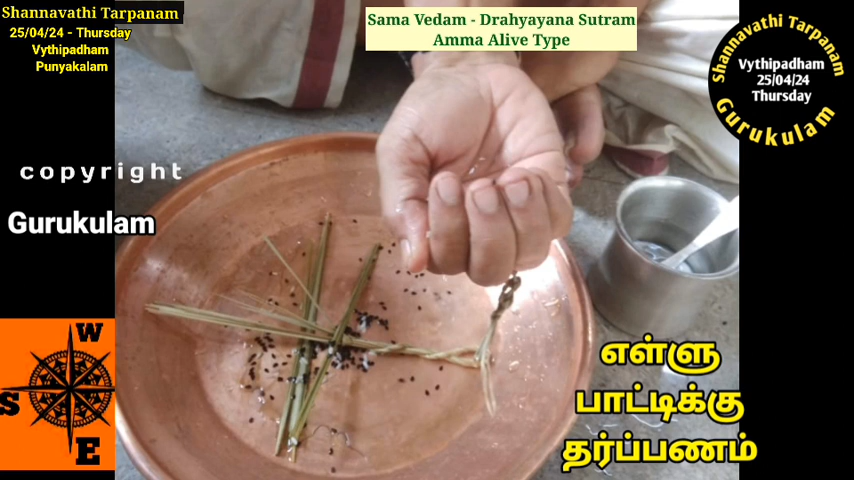 Shannavathi Tarpanam
25/04/24 - Thursday
Vythipadham
Punyakalam
Sama Vedam - Drahyayana Sutram
Amma Alive Type
Shannavathi Tarpanam
Vythipadham
25/04/24
Thursday
Gurukulam
copyright
Gurukulam
W
S
E
எள்ளு
பாட்டிக்கு
தர்ப்பணம்